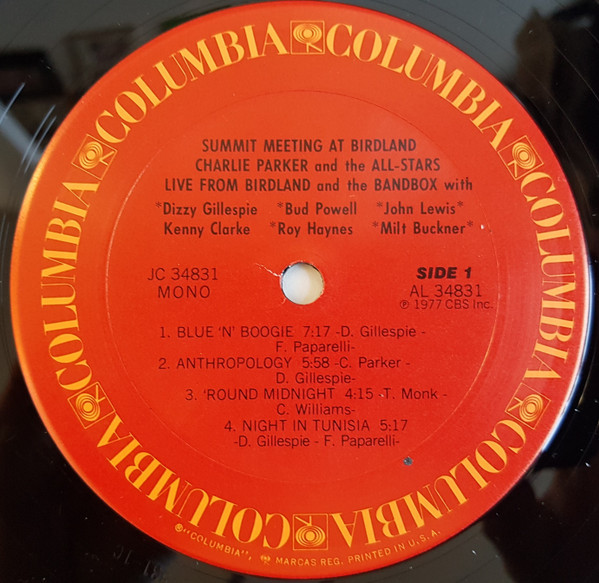 COLUMBIA COLUMBIA COLUMBIA COLUMBIA COLUMBIA COLUMBIA
SUMMIT MEETING AT BIRDLAND
CHARLIE PARKER and the ALL-STARS
LIVE FROM BIRDLAND and the BANDBOX with
*Dizzy Gillespie *Bud Powell *John Lewis*
Kenny Clarke *Roy Haynes *Milt Buckner*
JC 34831
MONO
SIDE 1
AL 34831
℗ 1977 CBS Inc.
1. BLUE 'N' BOOGIE 7:17 -D. Gillespie -
F. Paparelli-
2. ANTHROPOLOGY 5:58 -C. Parker -
D. Gillespie-
3. 'ROUND MIDNIGHT 4:15 -T. Monk -
C. Williams-
4. NIGHT IN TUNISIA 5:17
-D. Gillespie - F. Paparelli-
®"COLUMBIA", MARCAS REG. PRINTED IN U.S.A.